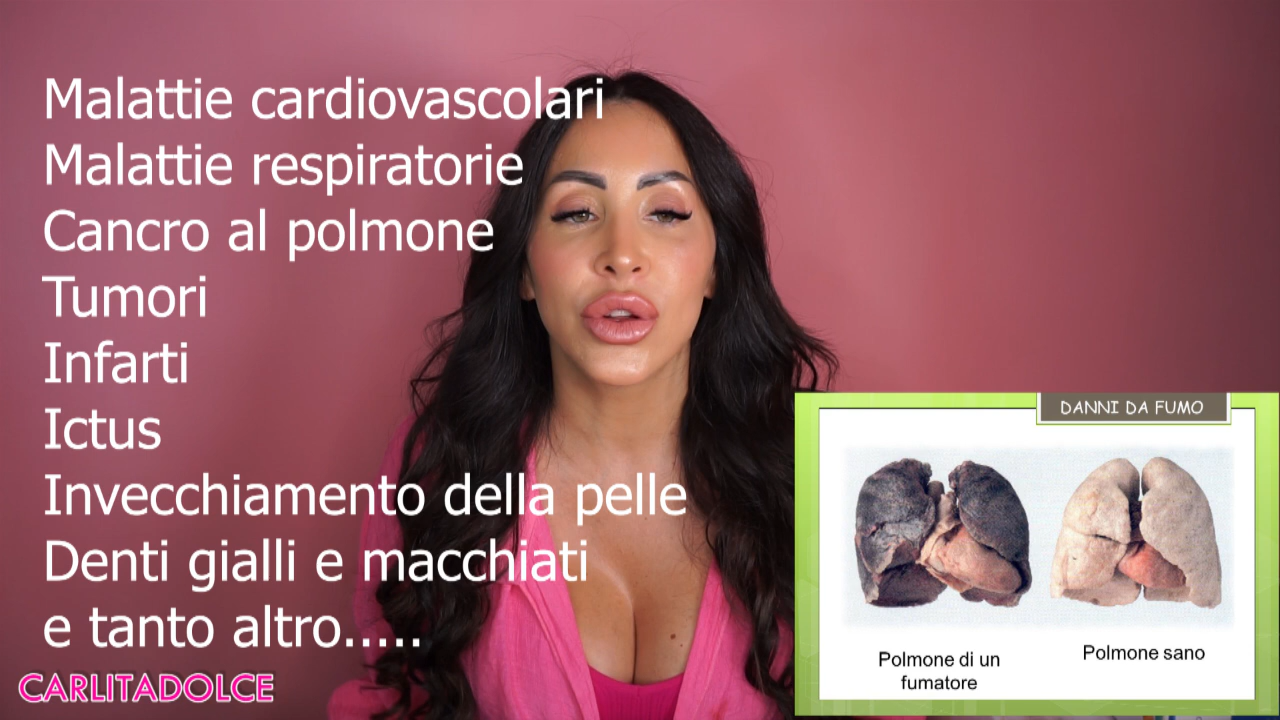 Malattie cardiovascolari
Malattie respiratorie
Cancro al polmone
Tumori
Infarti
Ictus
Invecchiamento della pelle
Denti gialli e macchiati
e tanto altro.....
CARLITADOLCE
DANNI DA FUMO
Polmone di un
fumatore
Polmone sano